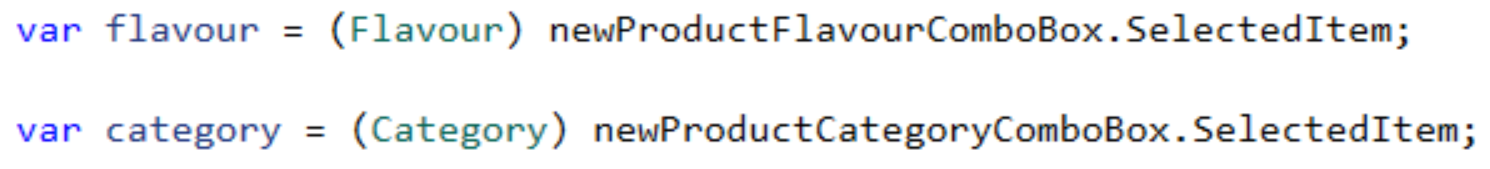 var flavour = (Flavour) newProductFlavourComboBox.SelectedItem;
var category = (Category) newProductCategoryComboBox.SelectedItem;